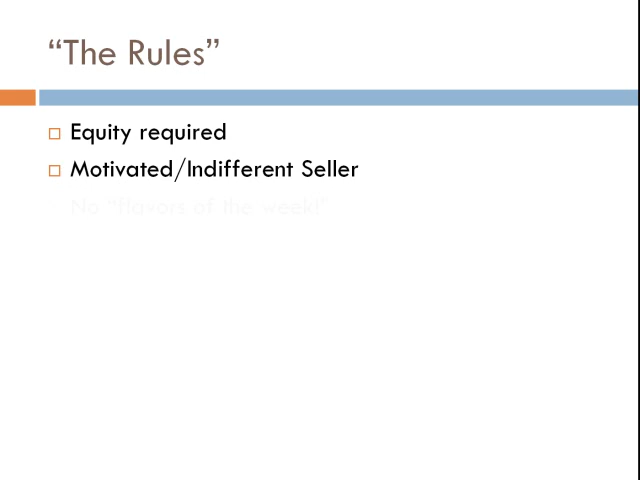 “The Rules”
Equity required
Motivated/Indifferent Seller
No “flavors of the week!”